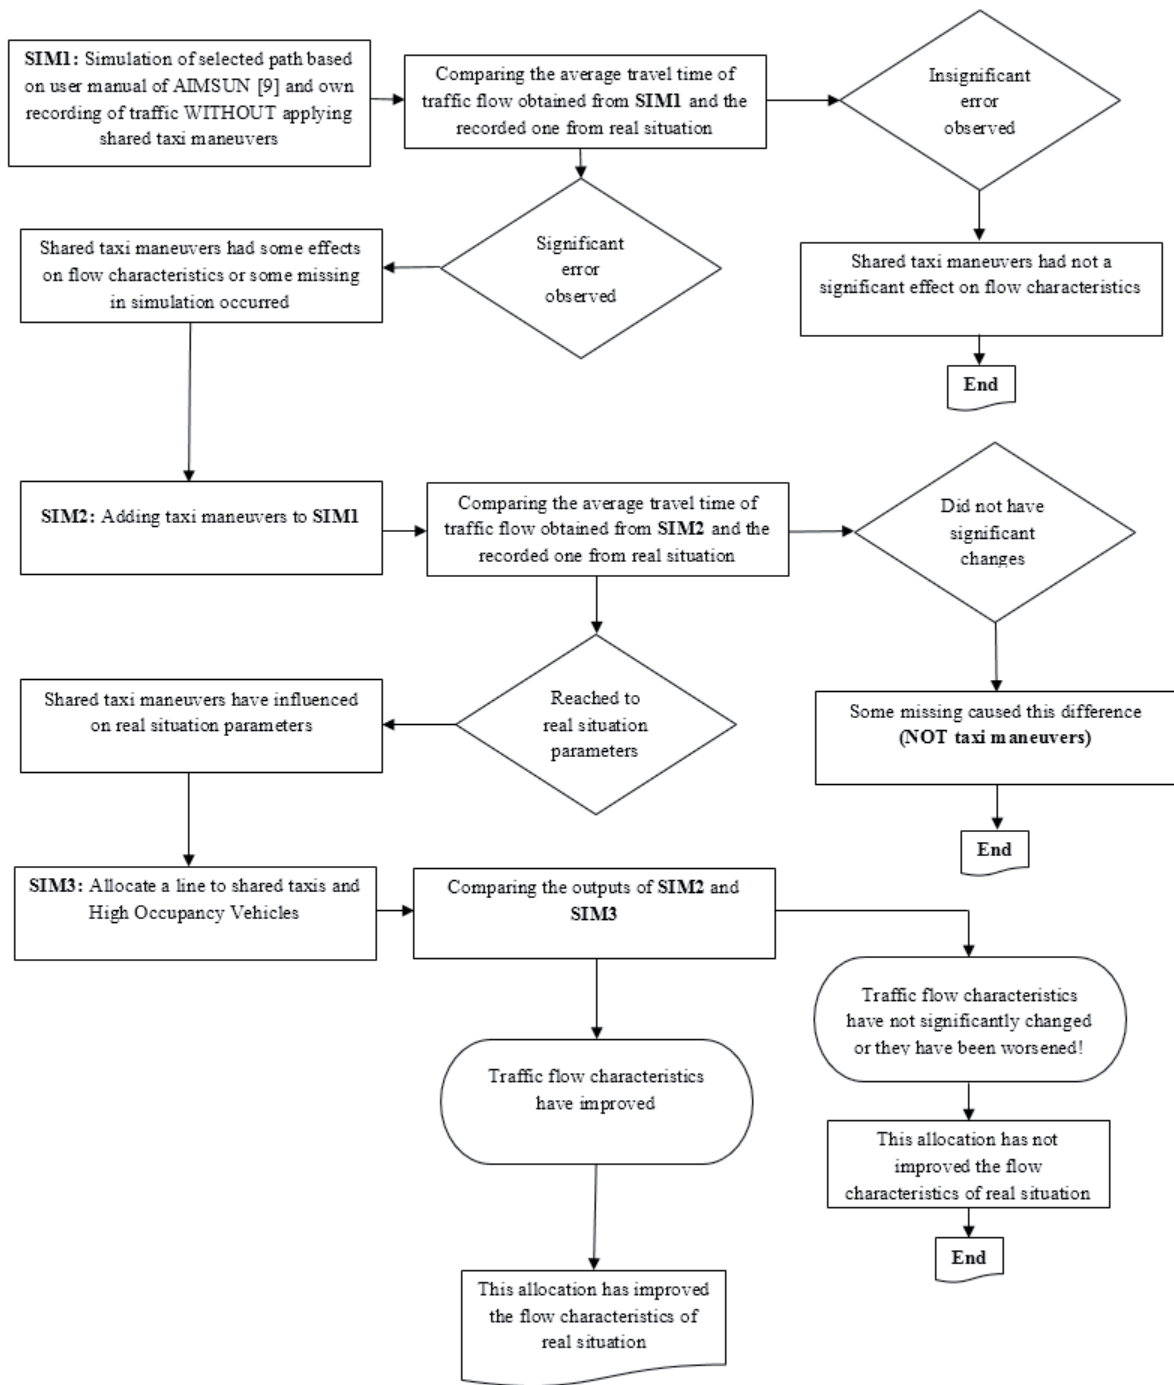 SIM1: Simulation of selected path based
on user manual of AIMSUN [9] and own
recording of traffic WITHOUT applying
shared taxi maneuvers
Comparing the average travel time of
traffic flow obtained from SIM1 and the
recorded one from real situation
Insignificant
error
observed
Shared taxi maneuvers had some effects
on flow characteristics or some missing
in simulation occurred
Significant
error
observed
Shared taxi maneuvers had not a
significant effect on flow characteristics
End
SIM2: Adding taxi maneuvers to SIM1
Comparing the average travel time of
traffic flow obtained from SIM2 and the
recorded one from real situation
Did not have
significant
changes
Shared taxi maneuvers have influenced
on real situation parameters
Reached to
real situation
parameters
Some missing caused this difference
(NOT taxi maneuvers)
End
SIM3: Allocate a line to shared taxis and
High Occupancy Vehicles
Comparing the outputs of SIM2 and
SIM3
Traffic flow characteristics
have not significantly changed
or they have been worsened!
Traffic flow characteristics
have improved
This allocation has not
improved the flow
characteristics of real situation
End
This allocation has improved
the flow characteristics of
real situation